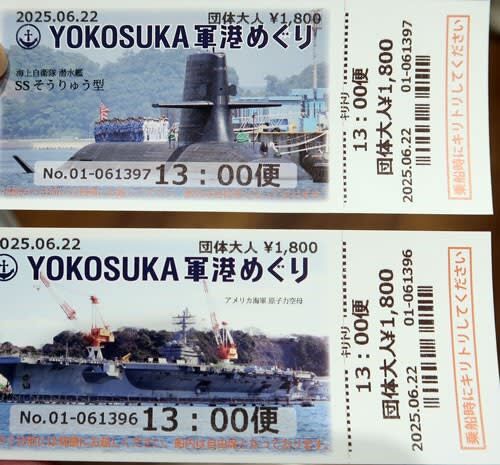 2025.06.22
団体大人 ¥1,800
YOKOSUKA 軍港めぐり
海上自衛隊 潜水艦
SS そうりゅう型
No.01-061397
13:00便
キリトリ
13:00便
団体大人¥1,800
2025.06.22
01-061397
乗船時にキリトリしてください
2025.06.22
団体大人 ¥1,800
YOKOSUKA 軍港めぐり
アメリカ海軍 原子力空母
No.01-061396
13:00便
キリトリ
13:00便
団体大人¥1,800
2025.06.22
01-061396
乗船時にキリトリしてください